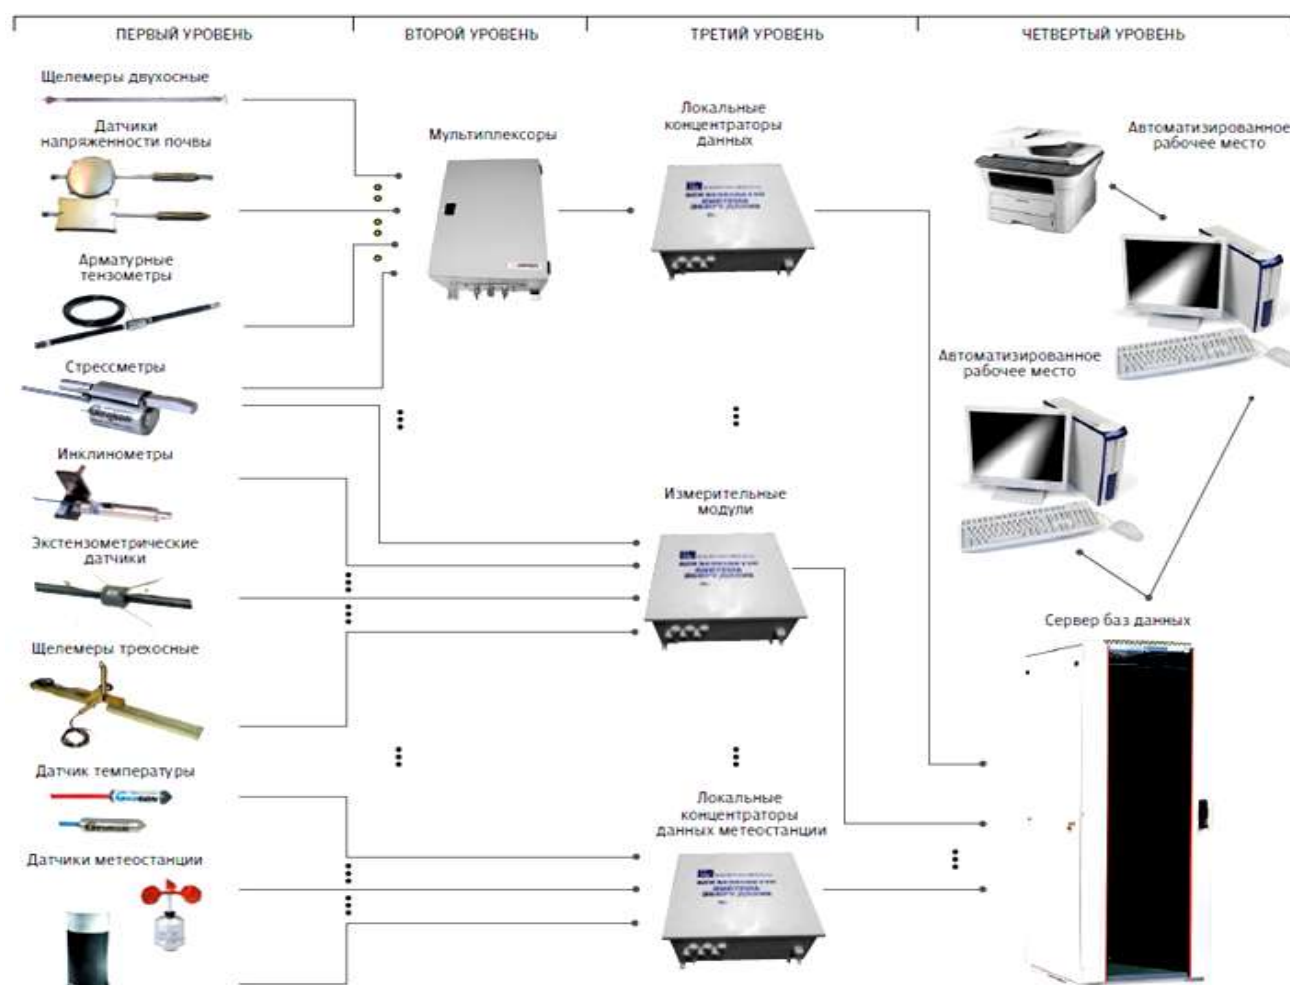 ПЕРВЫЙ УРОВЕНЬ
ВТОРОЙ УРОВЕНЬ
ТРЕТИЙ УРОВЕНЬ
ЧЕТВЕРТЫЙ УРОВЕНЬ
Щелемеры двухосные
Датчики
напряженности почвы
Арматурные
тензометры
Стрессметры
Инклинометры
Экстензометрические
датчики
Щелемеры трехосные
Датчик температуры
Датчики метеостанции
Мультиплексоры
Локальные
концентраторы
данных
Измерительные
модули
Локальные
концентраторы
данных метеостанции
Автоматизированное
рабочее место
Автоматизированное
рабочее место
Сервер баз данных